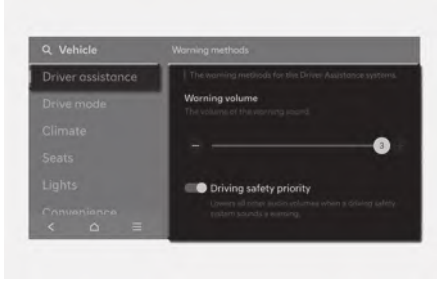 Vehicle
Warning methods
Driver assistance
The warning methods for the Driver Assistance systems.
Drive mode
Warning volume
The volume of the warning sound.
Climate
3
Seats
Driving safety priority
Lights
Lowers all other audio volumes when a driving safety
system sounds a warning.
Convenience